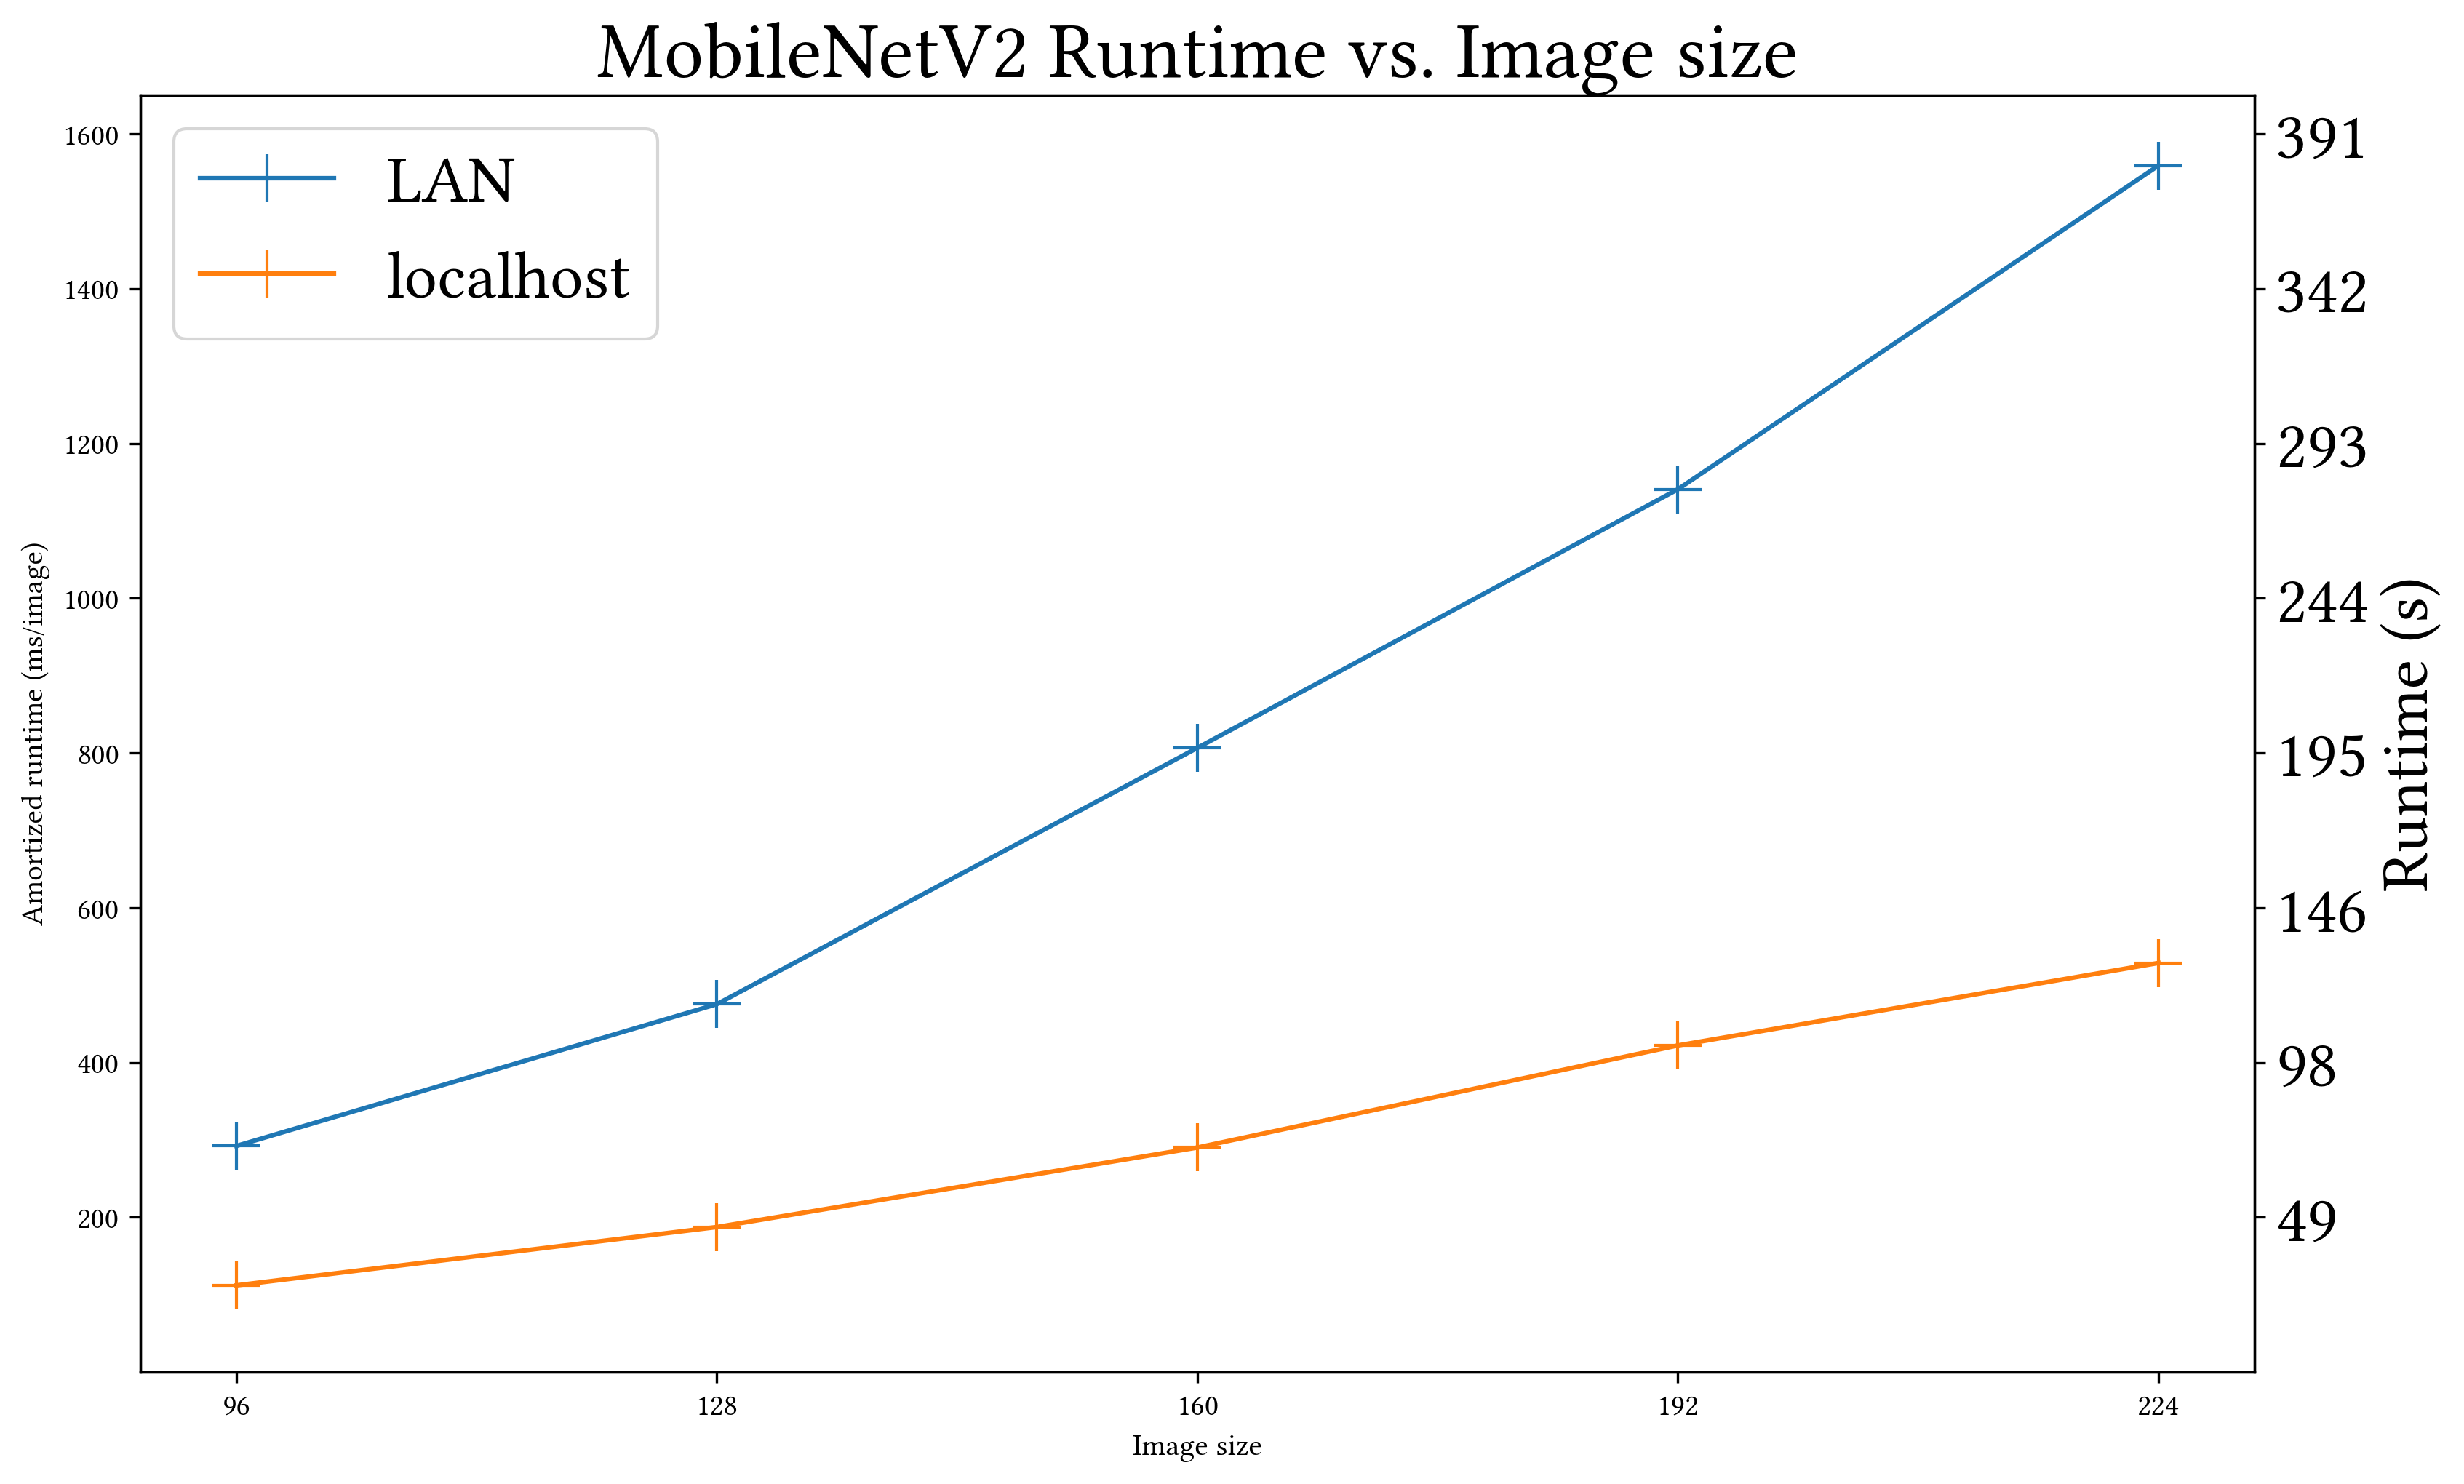 MobileNetV2 Runtime vs. Image size
LAN
localhost
Amortized runtime (ms/image)
1600
1400
1200
1000
800
600
400
200
391
342
293
244
195
146
98
49
Runtime (s)
96 128 160 192 224
Image size